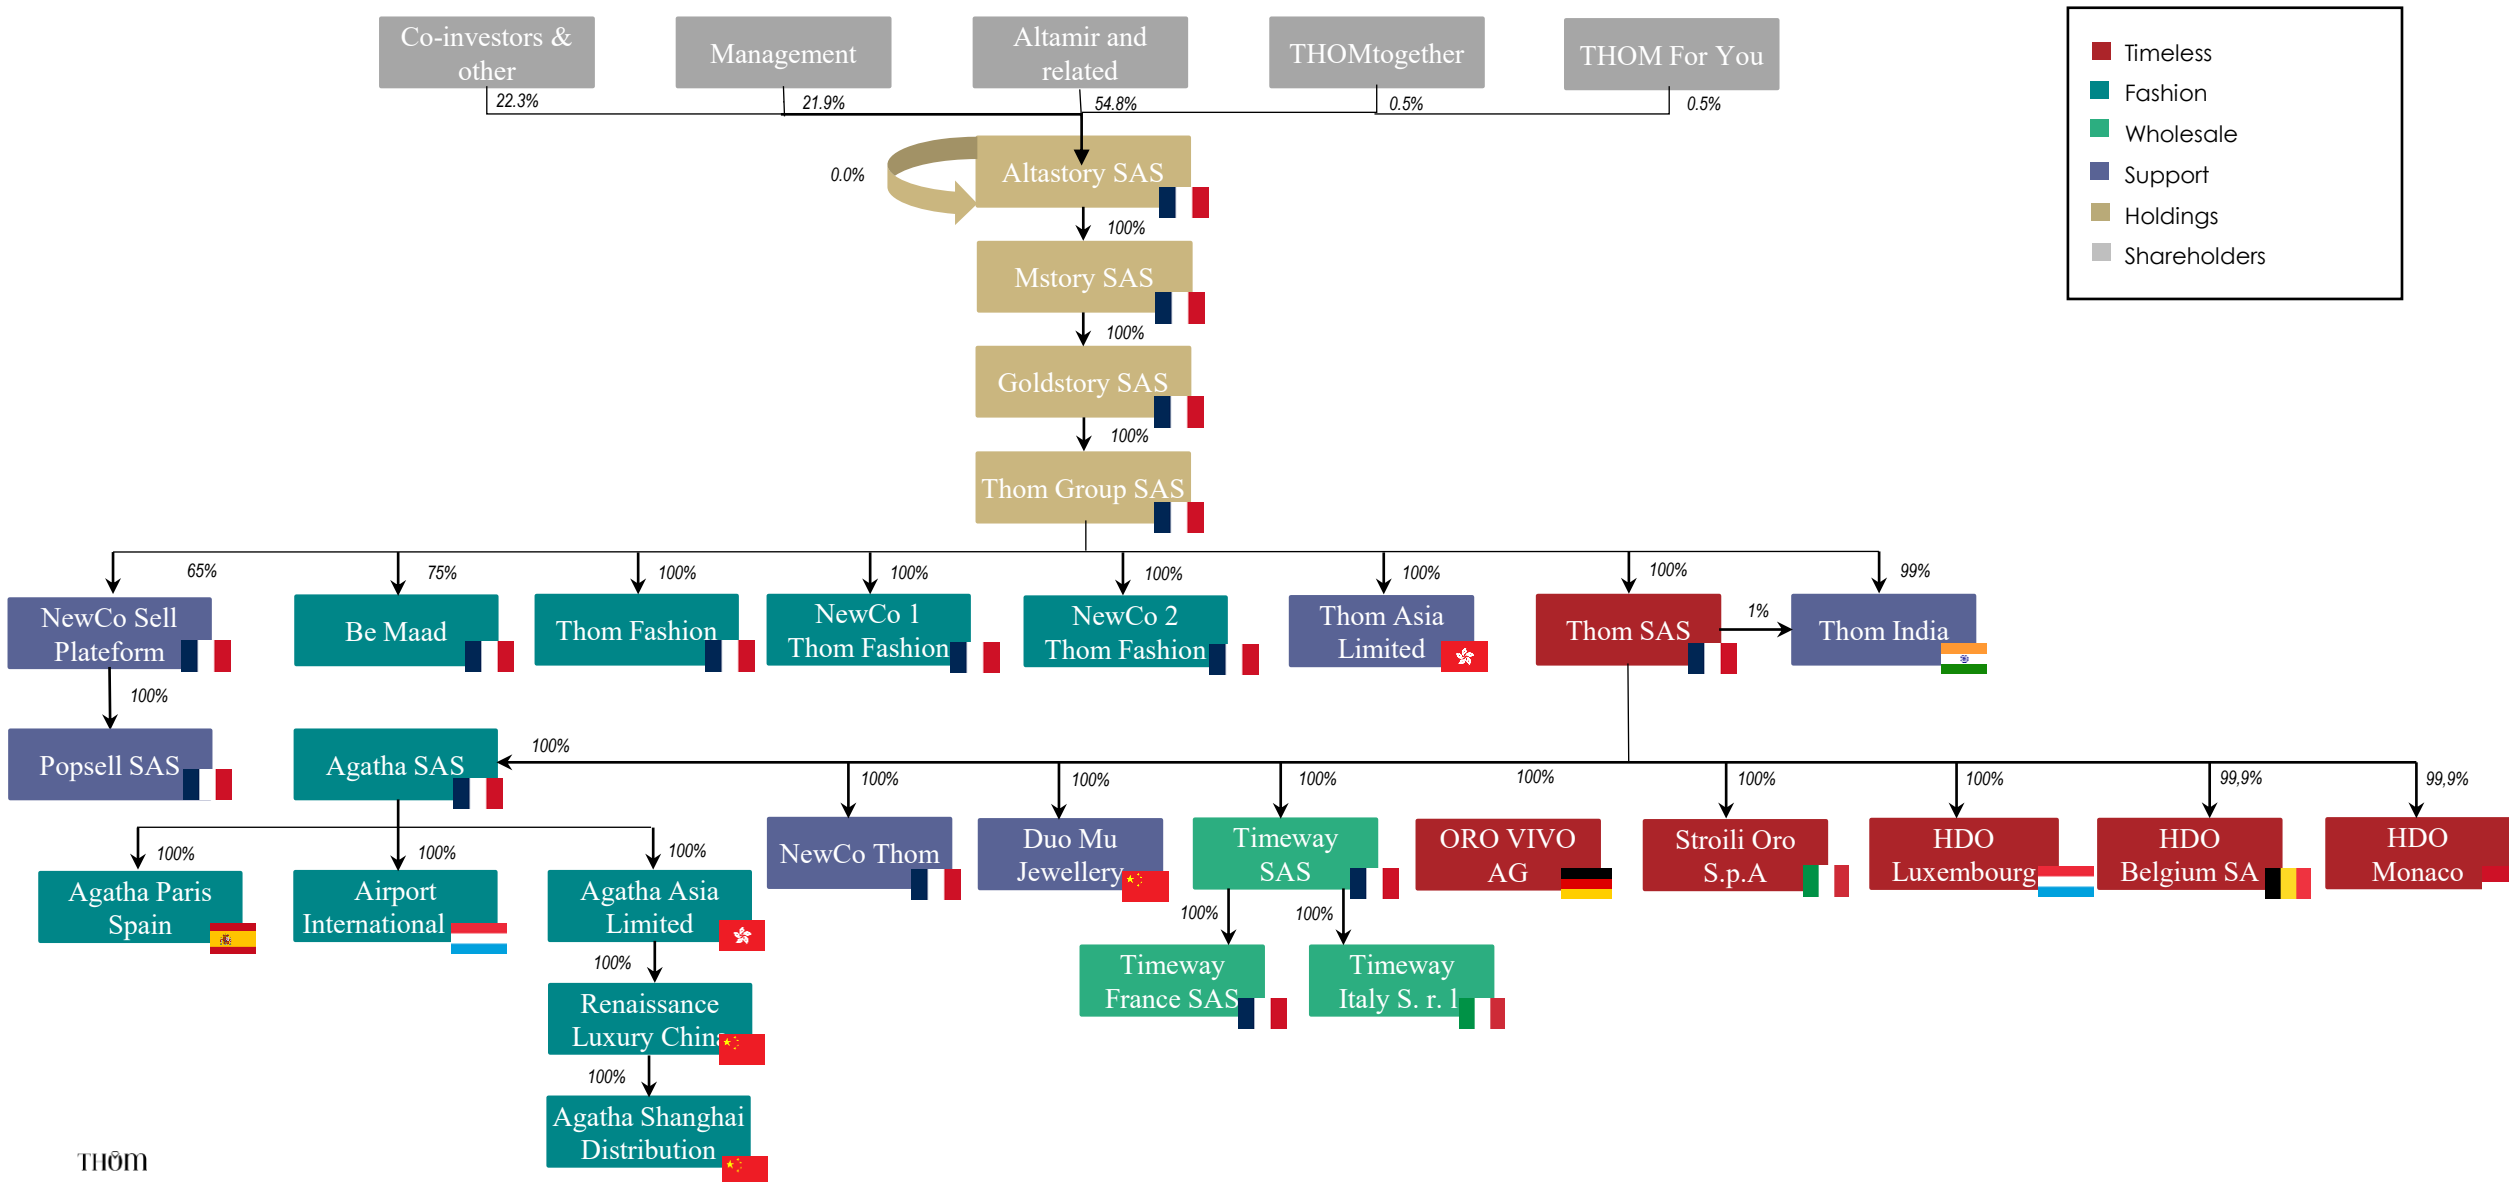 Co-investors &
other
Management
Altamir and
related
THOMtogether
THOM For You
22.3%
21.9%
54.8%
0.5%
0.5%
Timeless
Fashion
Wholesale
Support
Holdings
Shareholders
0.0%
Altastory SAS
100%
Mstory SAS
100%
Goldstory SAS
100%
Thom Group SAS
65%
75%
100%
100%
100%
100%
100%
99%
NewCo Sell
Plateform
Be Maad
Thom Fashion
NewCo 1
Thom Fashion
NewCo 2
Thom Fashion
Thom Asia
Limited
Thom SAS
1%
Thom India
100%
Popsell SAS
Agatha SAS
100%
100%
100%
100%
100%
100%
100%
99,9%
99,9%
NewCo Thom
Duo Mu
Jewellery
Timeway
SAS
ORO VIVO
AG
Stroili Oro
S.p.A
HDO
Luxembourg
HDO
Belgium SA
HDO
Monaco
100%
100%
100%
Agatha Paris
Spain
Airport
International
Agatha Asia
Limited
100%
100%
Timeway
France SAS
Timeway
Italy S. r. l
100%
Renaissance
Luxury China
100%
Agatha Shanghai
Distribution
THOM